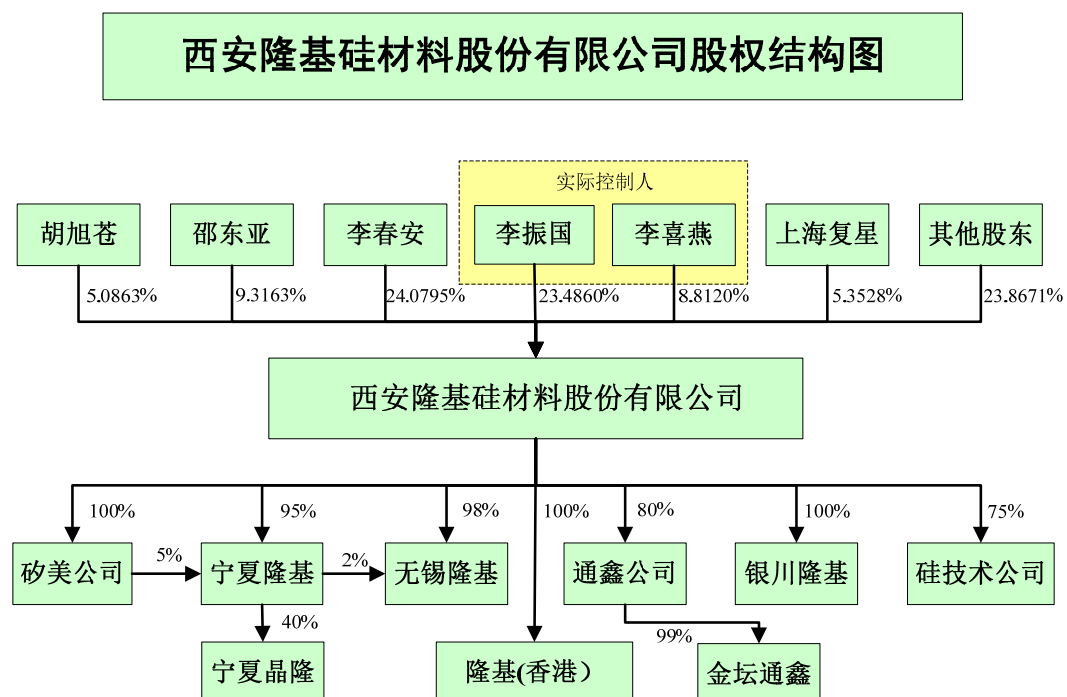 西安隆基硅材料股份有限公司股权结构图
实际控制人
胡旭苍 邵东亚 李春安 李振国 李喜燕 上海复星 其他股东
5.0863% 9.3163% 24.0795% 23.4860% 8.8120% 5.3528% 23.8671%
西安隆基硅材料股份有限公司
100% 95% 98% 100% 80% 100% 75%
矽美公司 5% 宁夏隆基 2% 无锡隆基 通鑫公司 银川隆基 硅技术公司
40% 99%
宁夏晶隆 隆基(香港） 金坛通鑫